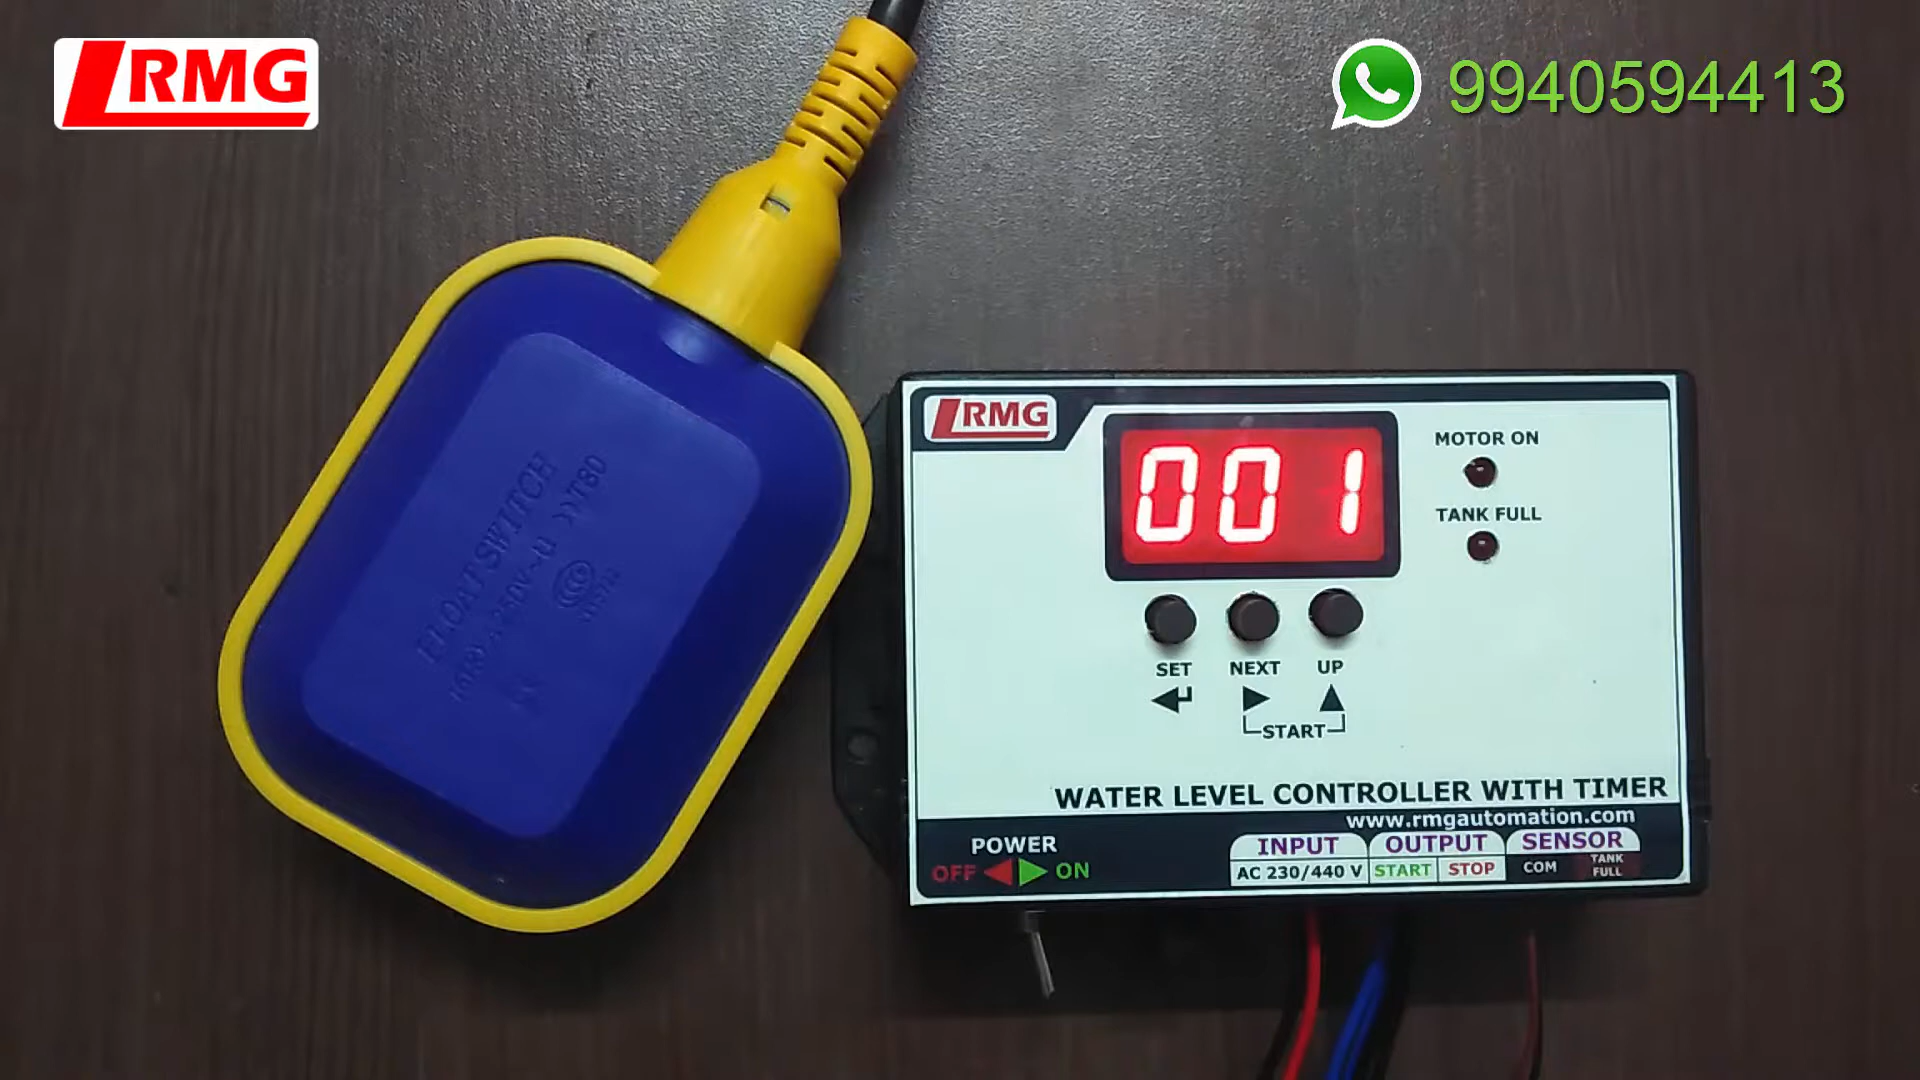 RMG
9940594413
FLOATSWITCH
T80
RMG
001
MOTOR ON
TANK FULL
SET NEXT UP
START
WATER LEVEL CONTROLLER WITH TIMER
www.rmgautomation.com
POWER
OFF ON
INPUT OUTPUT SENSOR
AC 230/440 V START STOP COM TANK FULL